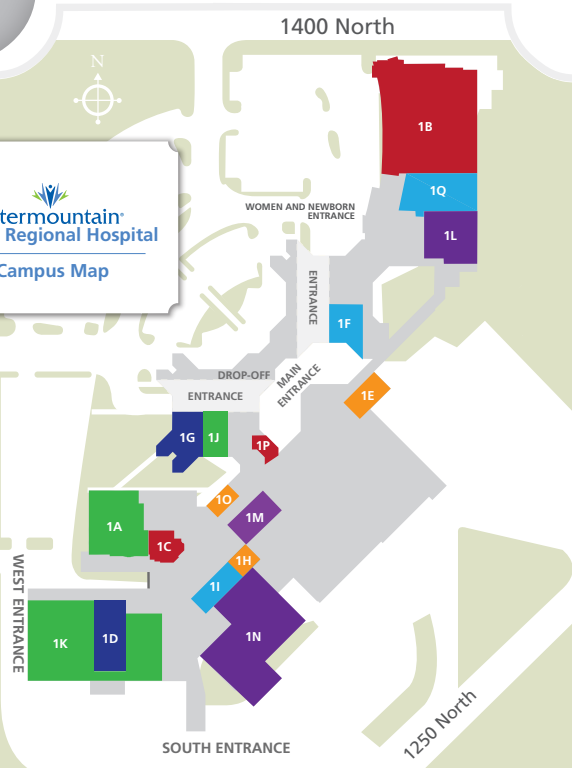 1400 North
N
1B
termountain®
Regional Hospital
Campus Map
1Q
WOMEN AND NEWBORN
ENTRANCE
1L
ENTRANCE
1F
DROP-OFF
MAIN
ENTRANCE
ENTRANCE
1E
1G
1J
1P
1O
1M
1A
1C
1H
1I
WEST ENTRANCE
1K
1D
1N
1250 North
SOUTH ENTRANCE